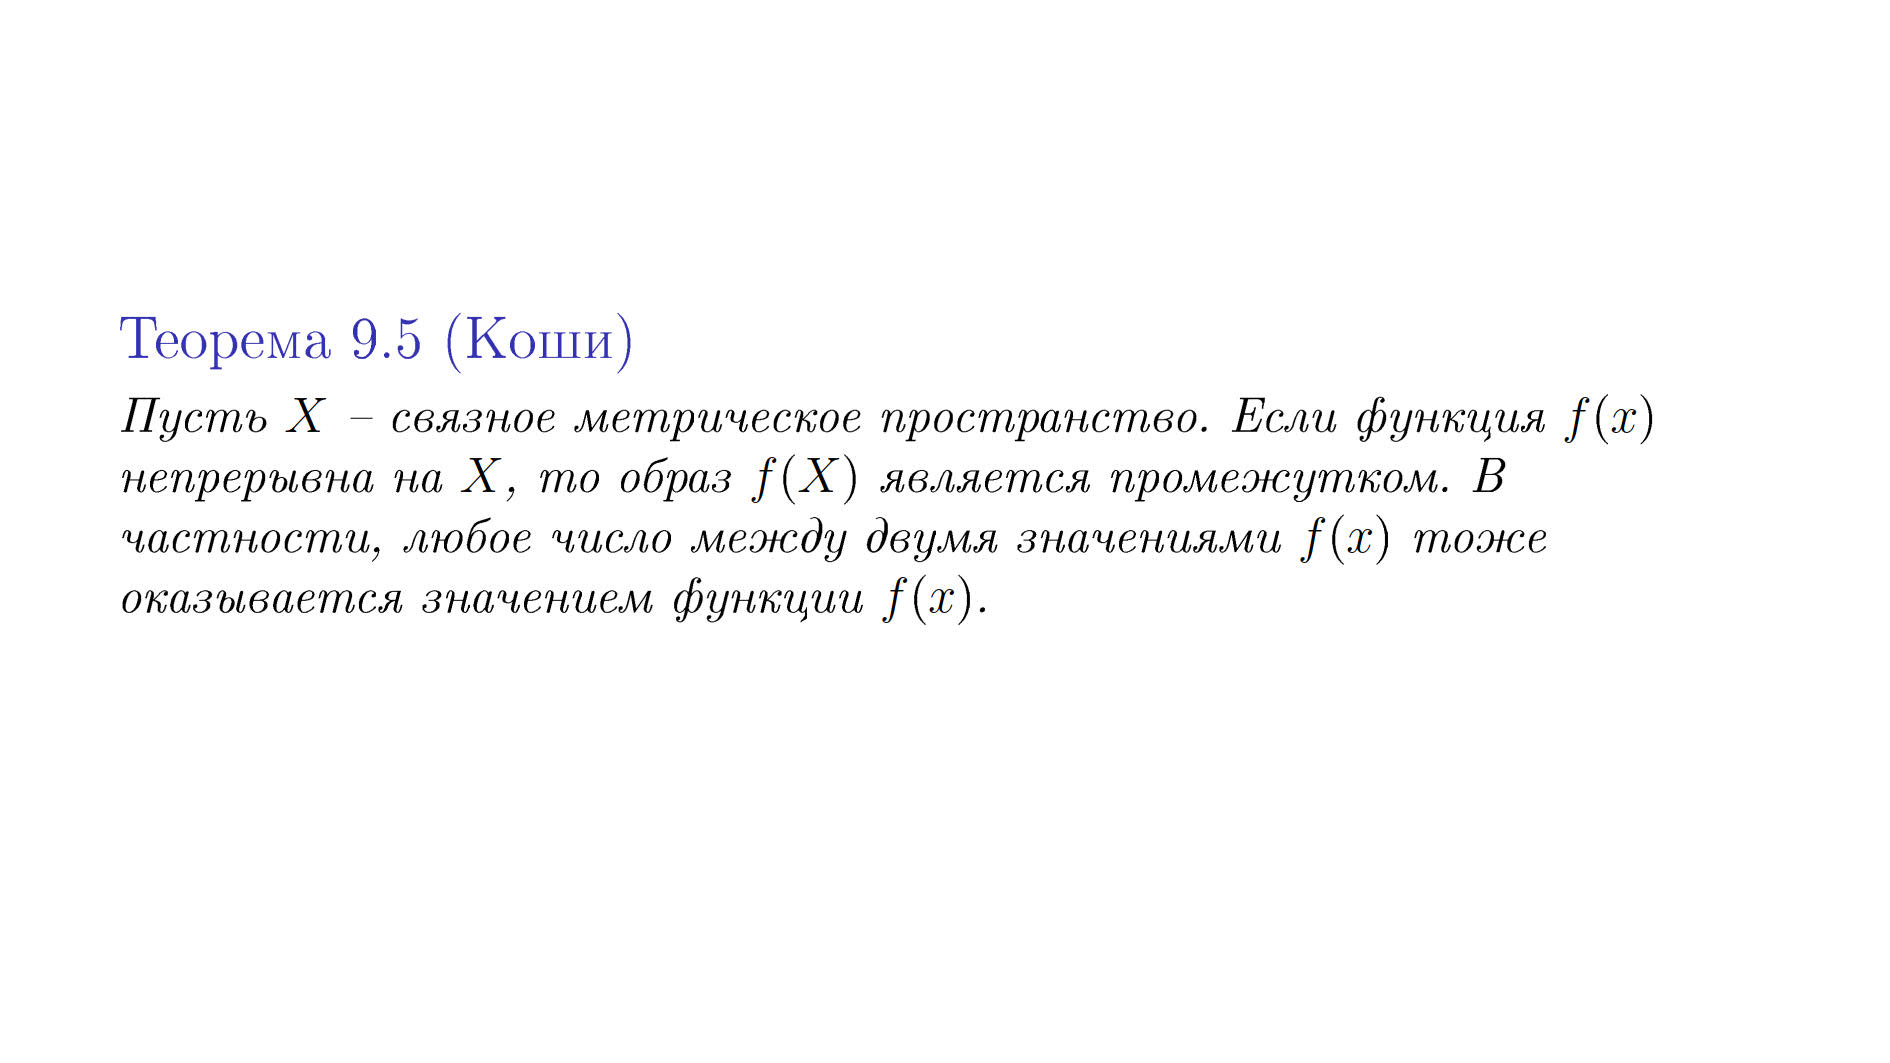 Теорема 9.5 (Коши)
Пусть X – связное метрическое пространство. Если функция f(x)
непрерывна на X, то образ f(X) является промежутком. В
частности, любое число между двумя значениями f(x) тоже
оказывается значением функции f(x).